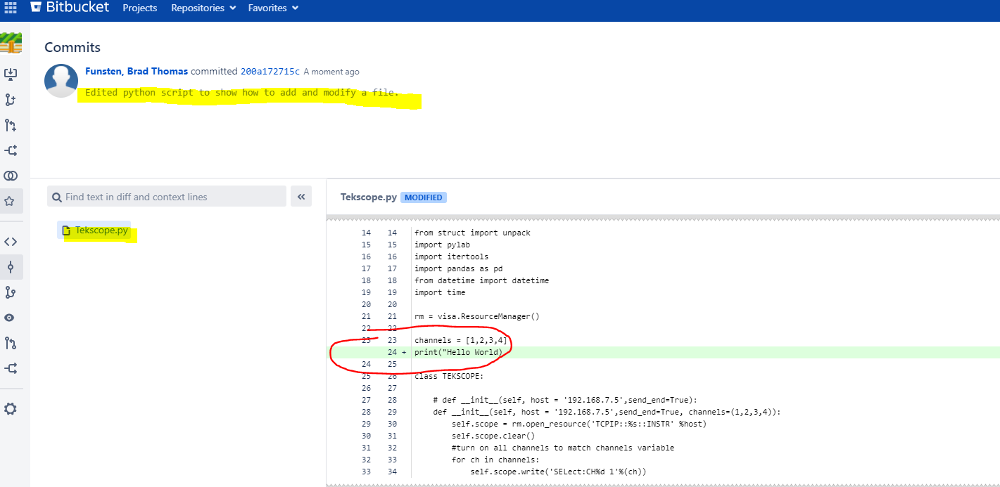 Bitbucket Projects Repositories Favorites
Commits
Funsten, Brad Thomas committed 200a172715c A moment ago
Edited python script to show how to add and modify a file.
Find text in diff and context lines
Tekscope.py MODIFIED
Tekscope.py
14 14 from struct import unpack
15 15 import pylab
16 16 import itertools
17 17 import pandas as pd
18 18 from datetime import datetime
19 19 import time
20 20
21 21 rm = visa.ResourceManager()
22 22
23 23 channels = [1,2,3,4]
24 + print("Hello World)
24 25
25 26 class TEKSCOPE:
26 27
27 28 # def __init__(self, host = '192.168.7.5',send_end=True):
28 29 def __init__(self, host = '192.168.7.5',send_end=True, channels=(1,2,3,4)):
29 30 self.scope = rm.open_resource('TCPIP::%s::INSTR' %host)
30 31 self.scope.clear()
31 32 #turn on all channels to match channels variable
32 33 for ch in channels:
33 34 self.scope.write('SELect:CH%d 1'%(ch))